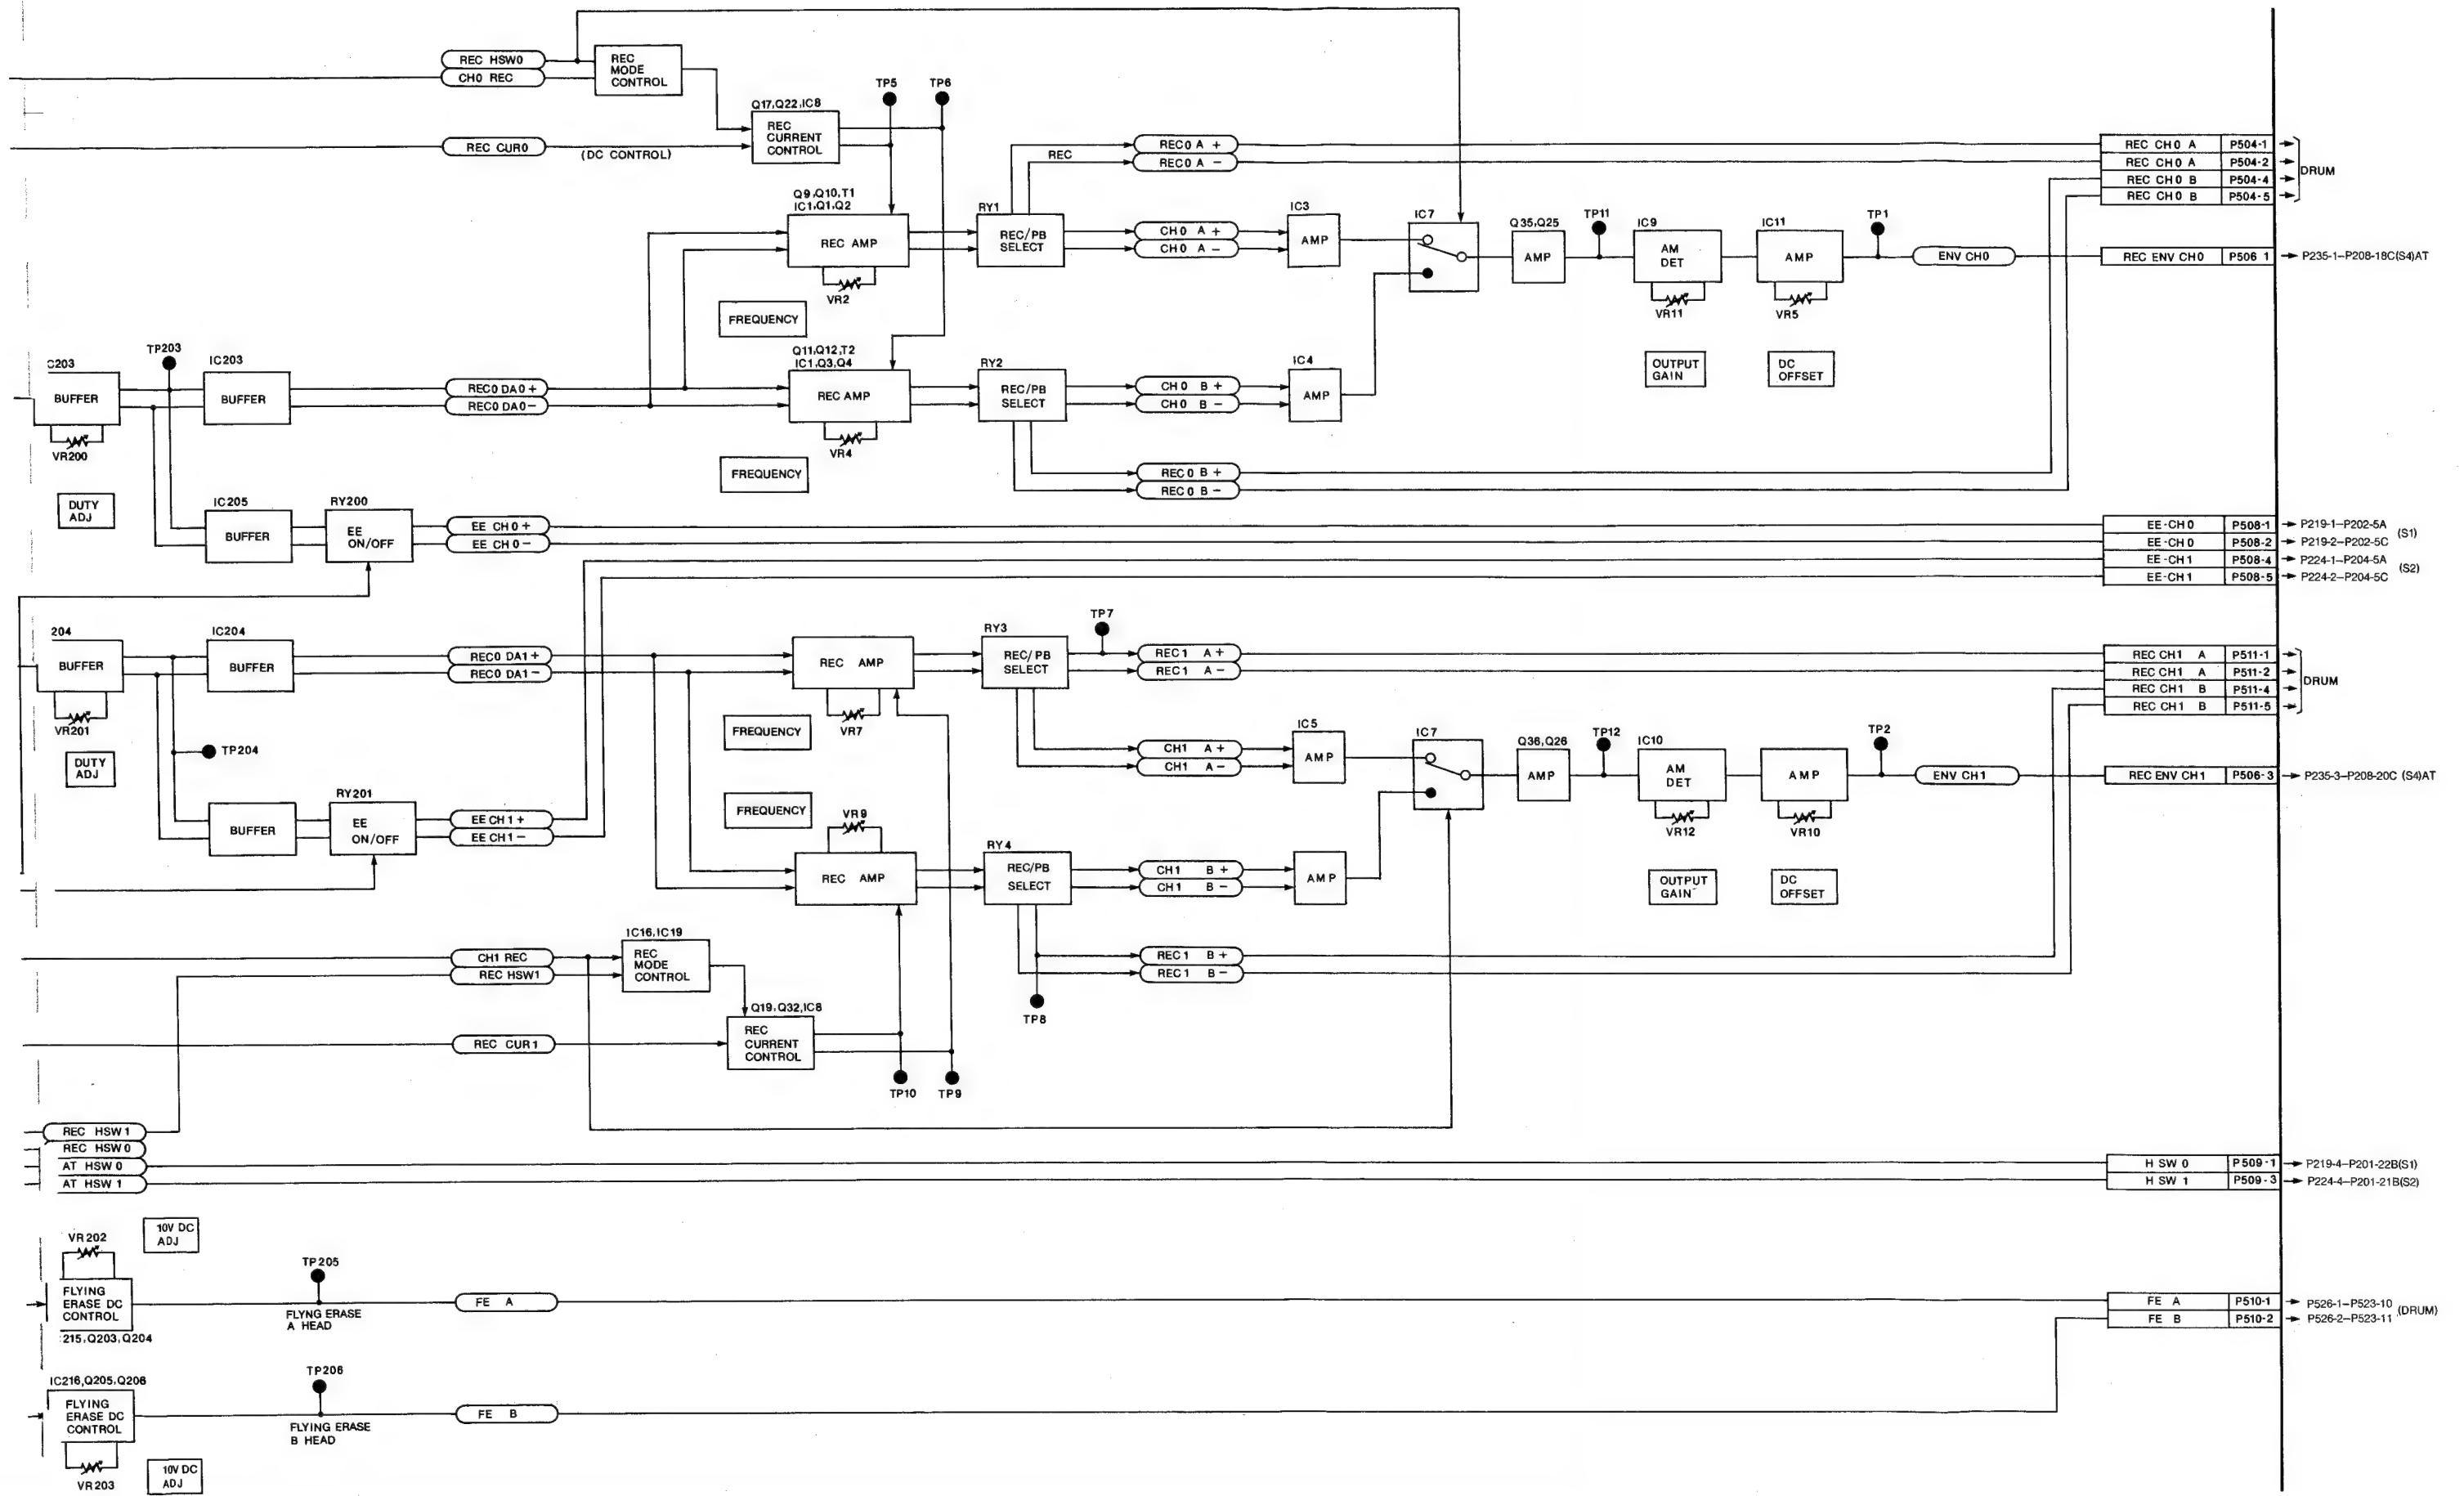 REC HSW0
CH0 REC
REC
MODE
CONTROL
REC CUR0
(DC CONTROL)
Q17,Q22,IC8
REC
CURRENT
CONTROL
TP5
TP6
REC
REC0 A +
REC0 A -
REC CH0 A P504-1
REC CH0 A P504-2
REC CH0 B P504-4
REC CH0 B P504-5
DRUM
Q9,Q10,T1
IC1,Q1,Q2
REC AMP
VR2
FREQUENCY
RY1
REC/PB
SELECT
CH0 A +
CH0 A -
IC3
AMP
IC7
Q35,Q25
AMP
TP11
IC9
AM
DET
VR11
OUTPUT
GAIN
IC11
AMP
VR5
DC
OFFSET
TP1
ENV CH0
REC ENV CH0 P506 1
P235-1-P208-18C(S4)AT
C203
BUFFER
VR200
DUTY
ADJ
TP203
IC203
BUFFER
REC0 DA0+
REC0 DA0-
Q11,Q12,T2
IC1,Q3,Q4
REC AMP
VR4
FREQUENCY
RY2
REC/PB
SELECT
CH0 B +
CH0 B -
IC4
AMP
REC0 B +
REC0 B -
IC205
BUFFER
RY200
EE
ON/OFF
EE CH0+
EE CH0-
EE-CH0 P508-1 P219-1-P202-5A
EE-CH0 P508-2 P219-2-P202-5C
(S1)
EE-CH1 P508-4 P224-1-P204-5A
EE-CH1 P508-5 P224-2-P204-5C
(S2)
204
BUFFER
VR201
DUTY
ADJ
TP204
IC204
BUFFER
REC0 DA1+
REC0 DA1-
REC AMP
VR7
FREQUENCY
RY3
REC/PB
SELECT
TP7
REC1 A+
REC1 A-
REC CH1 A P511-1
REC CH1 A P511-2
REC CH1 B P511-4
REC CH1 B P511-5
DRUM
CH1 A+
CH1 A-
IC5
AMP
IC7
Q36,Q26
AMP
TP12
IC10
AM
DET
VR12
OUTPUT
GAIN
AMP
VR10
DC
OFFSET
TP2
ENV CH1
REC ENV CH1 P506-3
P235-3-P208-20C (S4)AT
BUFFER
RY201
EE
ON/OFF
EE CH1+
EE CH1-
FREQUENCY
VR9
REC AMP
RY4
REC/PB
SELECT
CH1 B +
CH1 B -
AMP
REC1 B +
REC1 B -
TP8
CH1 REC
REC HSW1
IC16,IC19
REC
MODE
CONTROL
REC CUR1
Q19,Q32,IC8
REC
CURRENT
CONTROL
TP10
TP9
REC HSW1
REC HSW0
AT HSW0
AT HSW 1
H SW 0 P509-1 P219-4-P201-22B(S1)
H SW 1 P509-3 P224-4-P201-21B(S2)
VR202
10V DC
ADJ
FLYING
ERASE DC
CONTROL
215,Q203,Q204
TP205
FLYNG ERASE
A HEAD
FE A
FE A P510-1 P526-1-P523-10
FE B P510-2 P526-2-P523-11
(DRUM)
IC216,Q205,Q206
FLYING
ERASE DC
CONTROL
VR203
10V DC
ADJ
TP206
FLYING ERASE
B HEAD
FE B